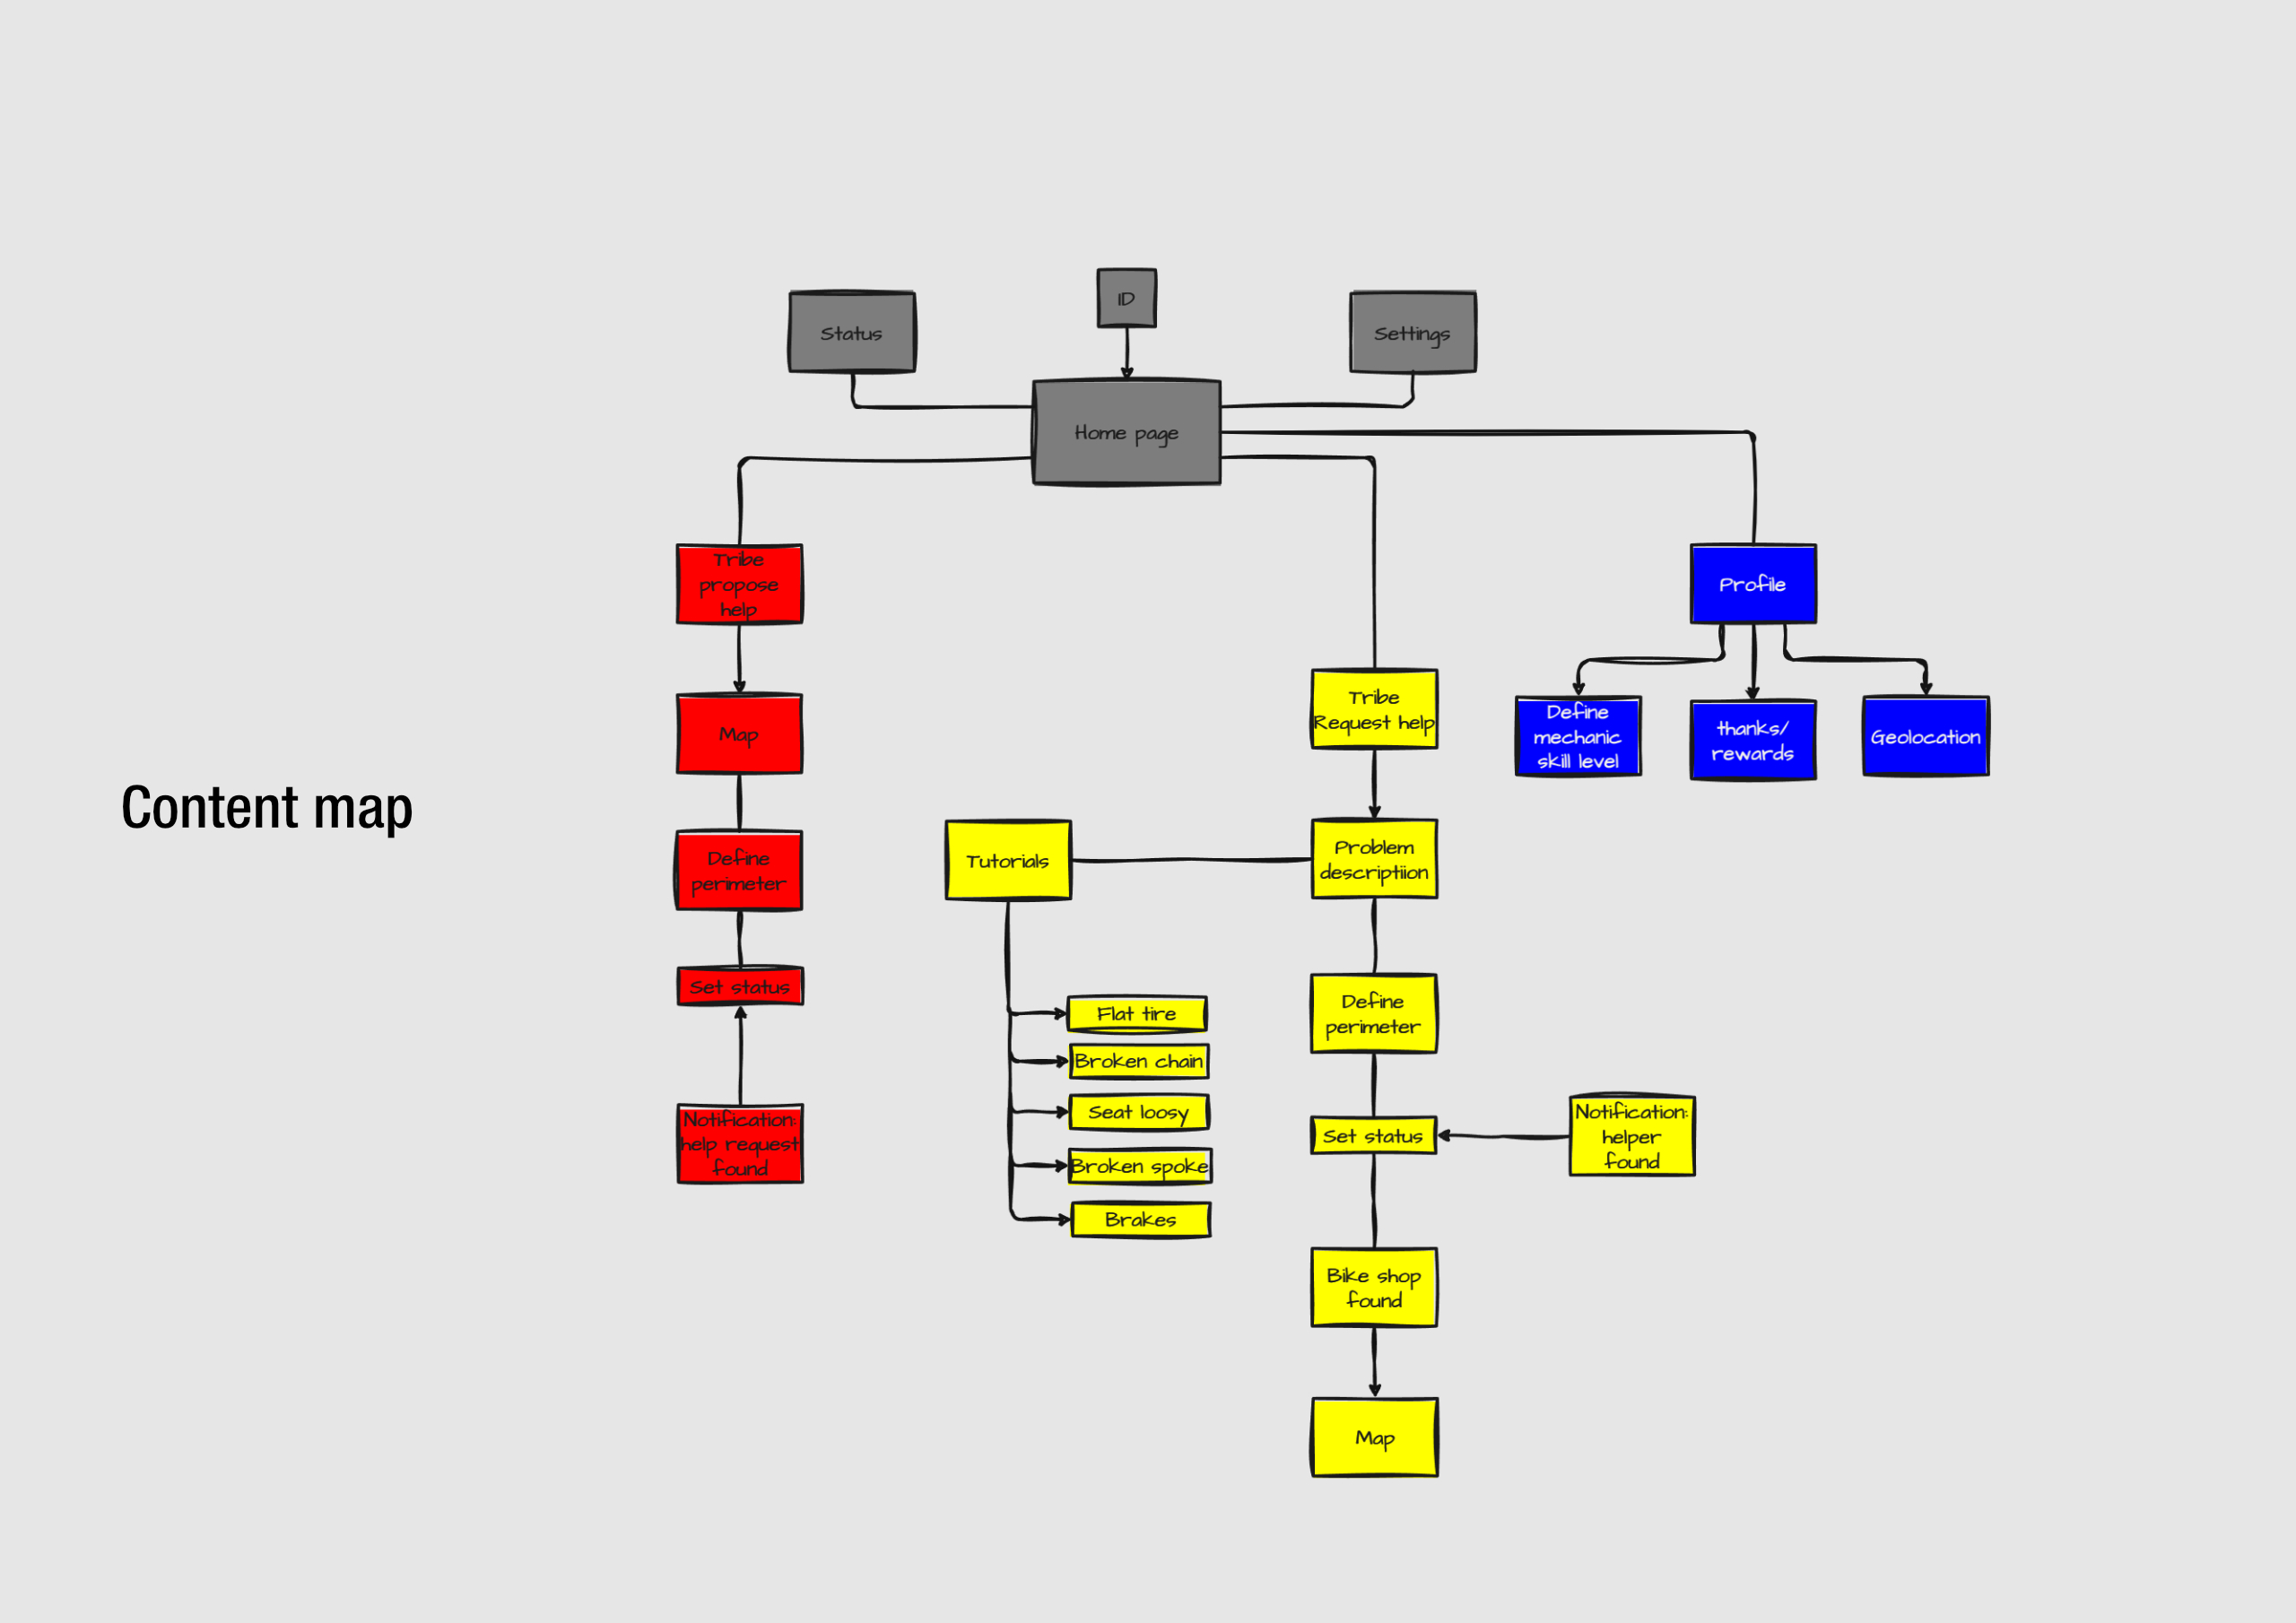 ID
Status
Settings
Home page
Tribe
propose
help
Profile
Tribe
Request help
Map
Define
mechanic
skill level
thanks/
rewards
Geolocation
Content map
Define
perimeter
Tutorials
Problem
descriptiion
Set status
Flat tire
Broken chain
Seat loosy
Broken spoke
Brakes
Define
perimeter
Notification:
help request
found
Set status
Notification:
helper
found
Bike shop
found
Map